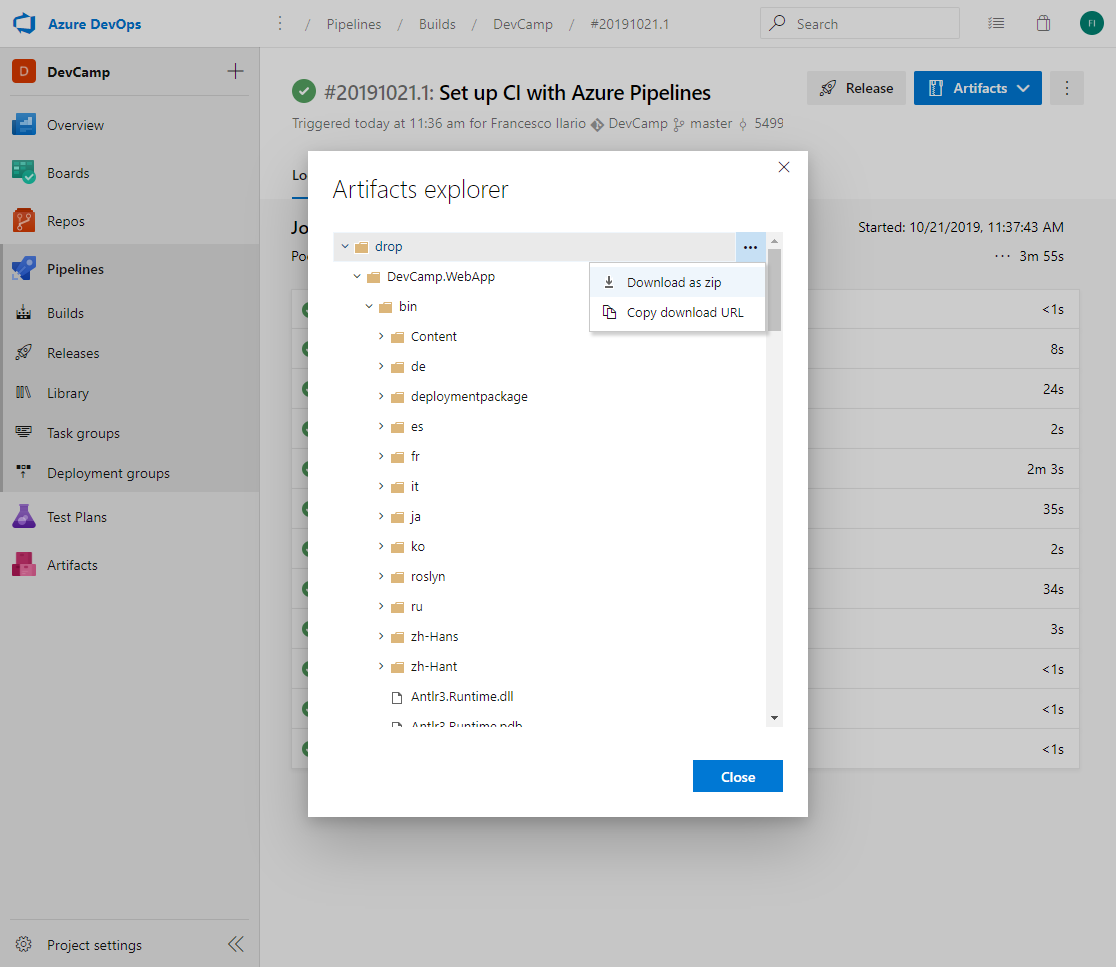 Azure DevOps
/ Pipelines / Builds / DevCamp / #20191021.1
Search
FI
D DevCamp
Overview
Boards
Repos
Pipelines
Builds
Releases
Library
Task groups
Deployment groups
Test Plans
Artifacts
Project settings
#20191021.1: Set up CI with Azure Pipelines
Release
Artifacts
Triggered today at 11:36 am for Francesco Ilario DevCamp master 5499
Lo
Jo
Started: 10/21/2019, 11:37:43 AM
Poo
··· 3m 55s
<1s
8s
24s
2s
2m 3s
35s
2s
34s
3s
<1s
<1s
<1s
Artifacts explorer
drop
Download as zip
Copy download URL
DevCamp.WebApp
bin
Content
de
deploymentpackage
es
fr
it
ja
ko
roslyn
ru
zh-Hans
zh-Hant
Antlr3.Runtime.dll
Antlr3.Runtime.pdb
Close